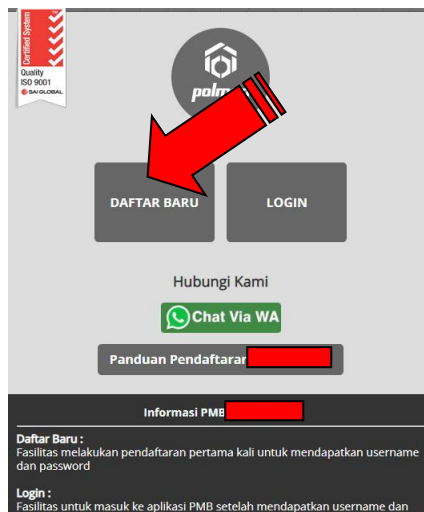 Certified System
Quality
ISO 9001
SAI GLOBAL
DAFTAR BARU
LOGIN
Hubungi Kami
Chat Via WA
Panduan
Informasi PMB
Daftar Baru :
Fasilitas melakukan pendaftaran pertama kali untuk mendapatkan username
dan password
Login :
Fasilitas untuk masuk ke aplikasi PMB setelah mendapatkan username dan